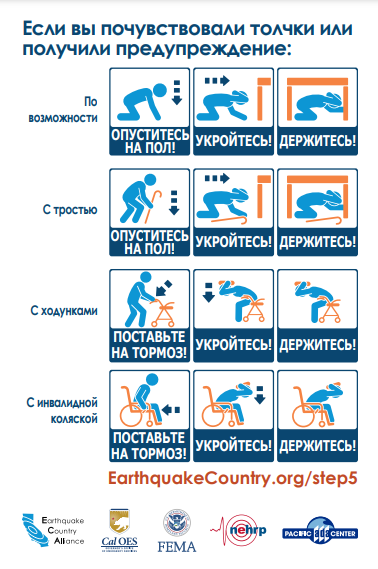 Если вы почувствовали толчки или
получили предупреждение:
По
возможности
ОПУСТИТЕСЬ
НА ПОЛ!
УКРОЙТЕСЬ!
ДЕРЖИТЕСЬ!
С тростью
ОПУСТИТЕСЬ
НА ПОЛ!
УКРОЙТЕСЬ!
ДЕРЖИТЕСЬ!
С ходунками
ПОСТАВЬТЕ
НА ТОРМОЗ!
УКРОЙТЕСЬ!
ДЕРЖИТЕСЬ!
С инвалидной
коляской
ПОСТАВЬТЕ
НА ТОРМОЗ!
УКРОЙТЕСЬ!
ДЕРЖИТЕСЬ!
EarthquakeCountry.org/step5
Earthquake
Country
Alliance
Cal OES
FEMA
nehrp
PACIFIC
CENTER